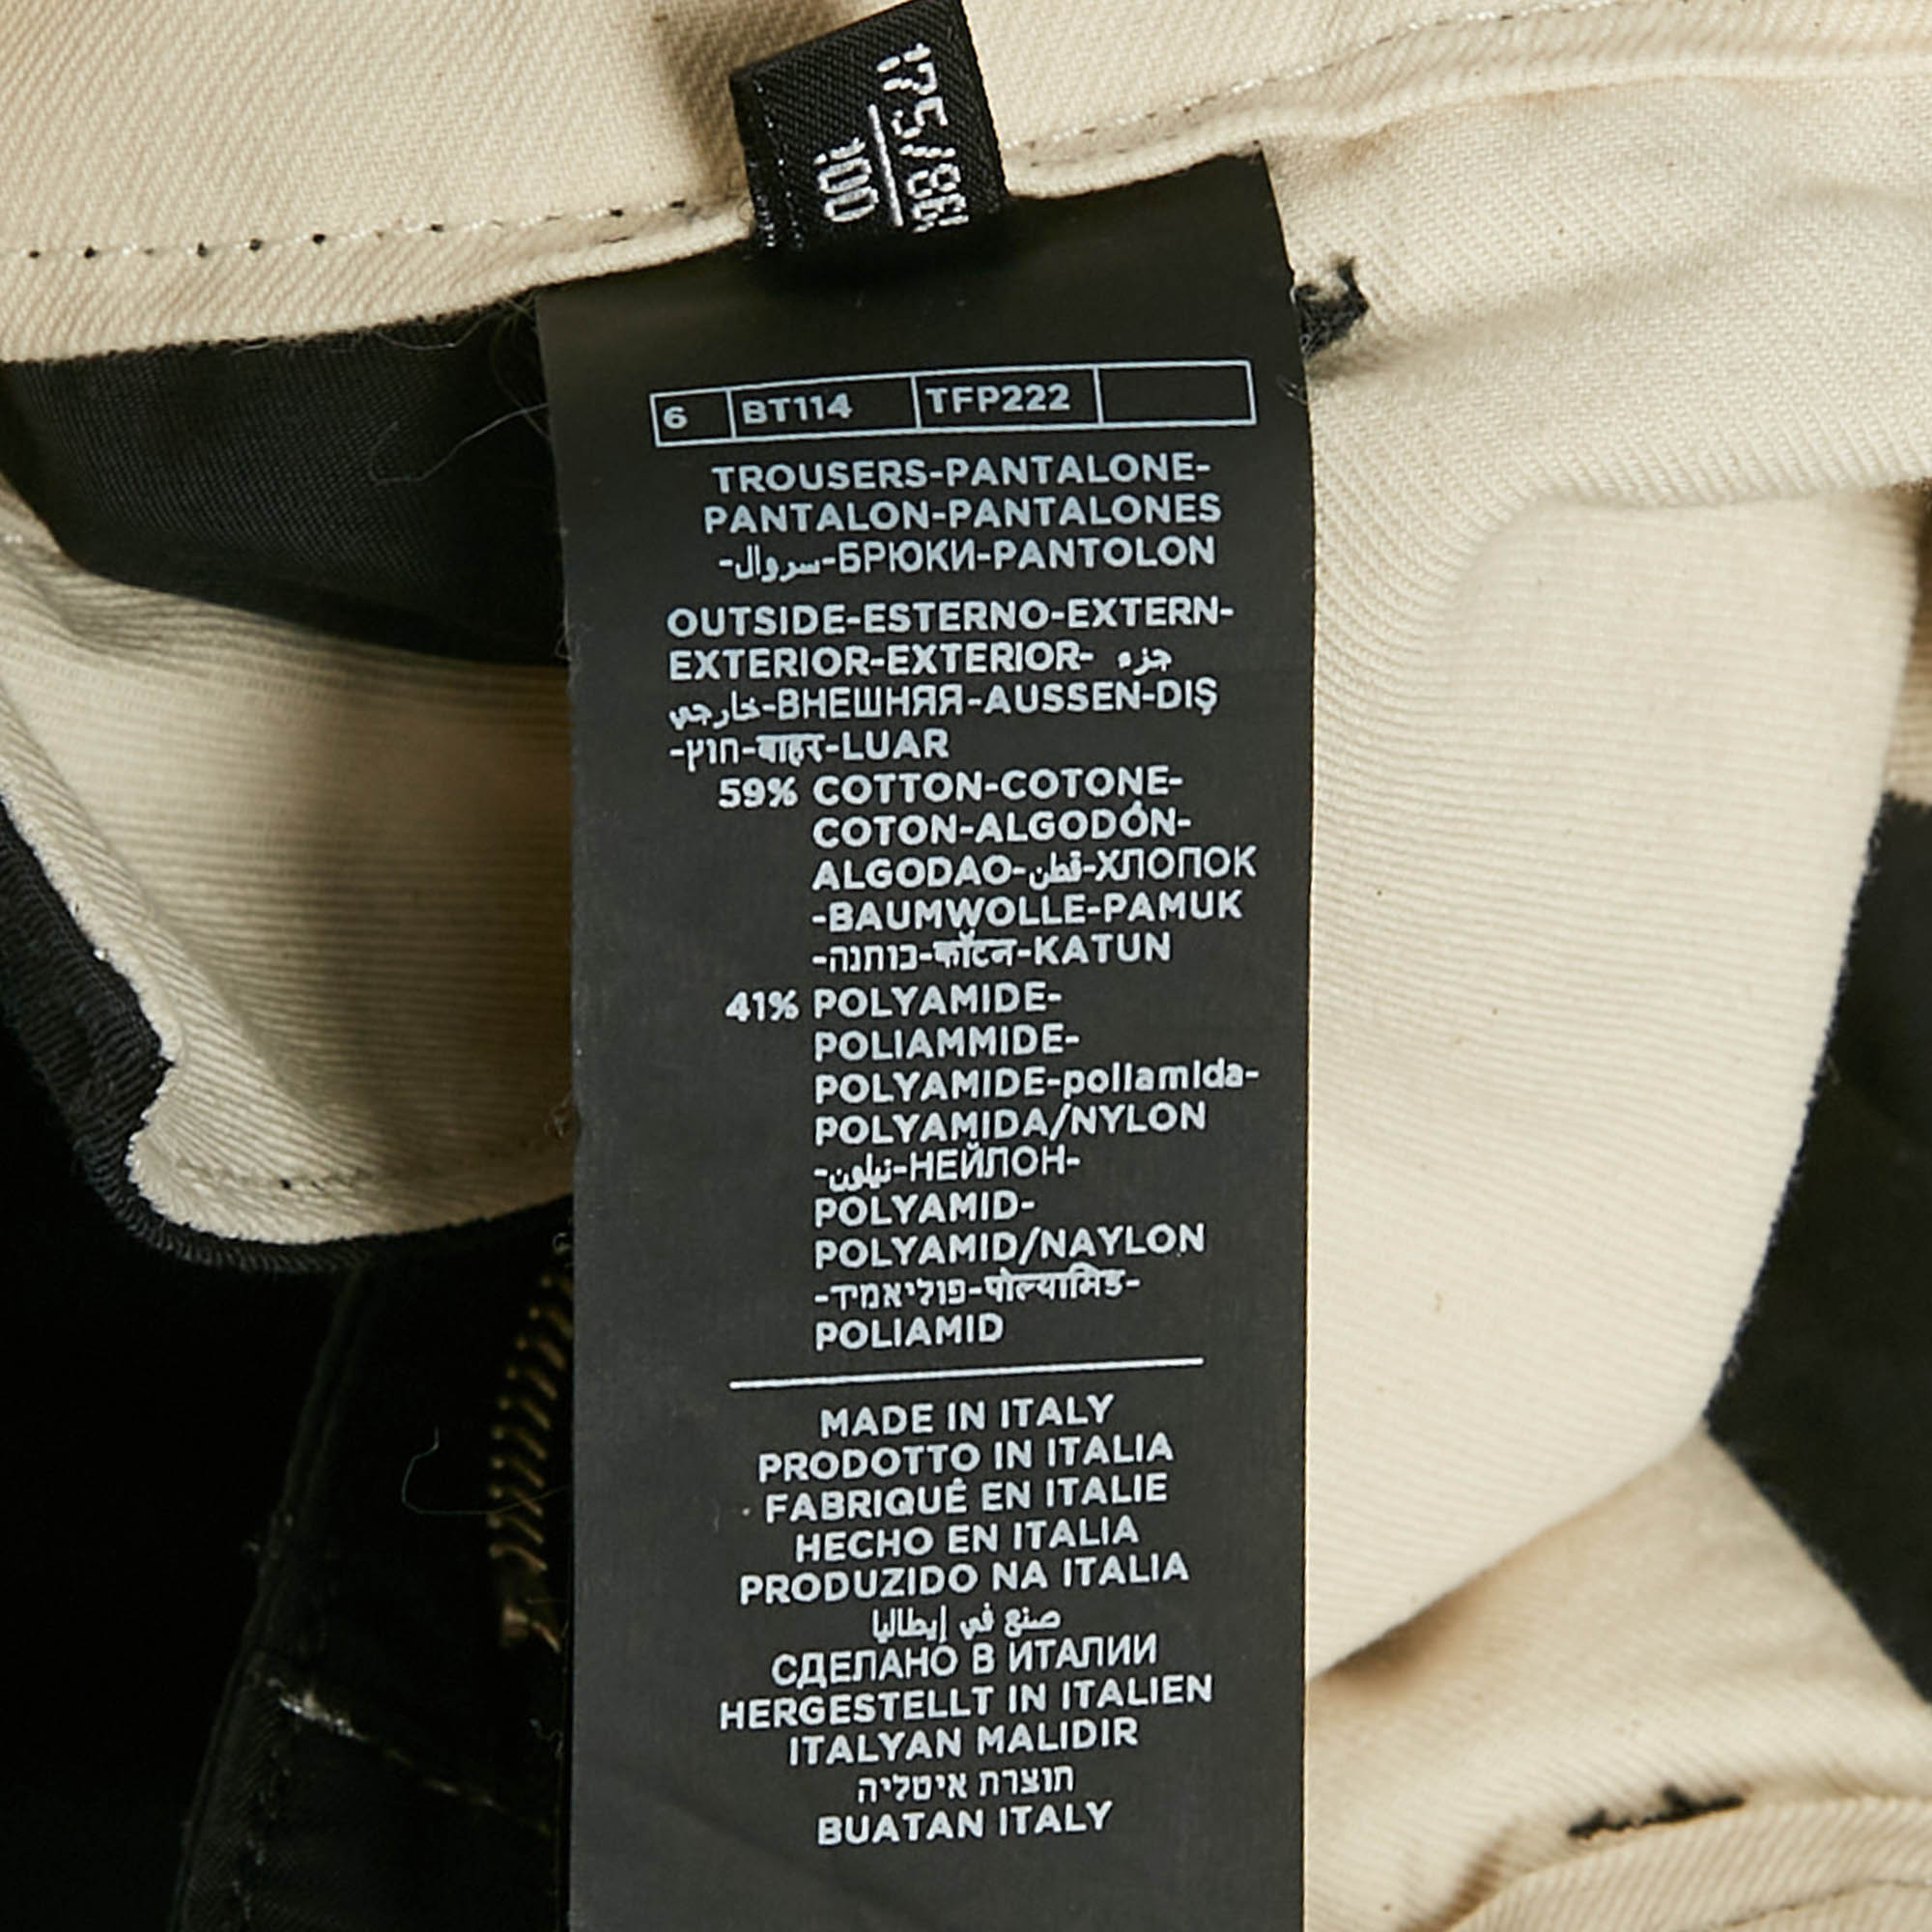 175/88
100
6 BT114 TFP222
TROUSERS-PANTALONE-
PANTALON-PANTALONES
-سروال-БРЮКИ-PANTOLON
OUTSIDE-ESTERNO-EXTERN-
EXTERIOR-EXTERIOR- جزء
خارجي-ВНЕШНЯЯ-AUSSEN-DIŞ
-חוץ-बाहर-LUAR
59% COTTON-COTONE-
COTON-ALGODÓN-
ALGODAO-قطن-ХЛОПОК
-BAUMWOLLE-PAMUK
-כותנה-कॉटन-KATUN
41% POLYAMIDE-
POLIAMMIDE-
POLYAMIDE-poliamida-
POLYAMIDA/NYLON
-نيلون-НЕЙЛОН-
POLYAMID-
POLYAMID/NAYLON
-פוליאמיד-पोल्यामिड-
POLIAMID
MADE IN ITALY
PRODOTTO IN ITALIA
FABRIQUÉ EN ITALIE
HECHO EN ITALIA
PRODUZIDO NA ITALIA
صنع في إيطاليا
СДЕЛАНО В ИТАЛИИ
HERGESTELLT IN ITALIEN
ITALYAN MALIDIR
תוצרת איטליה
BUATAN ITALY